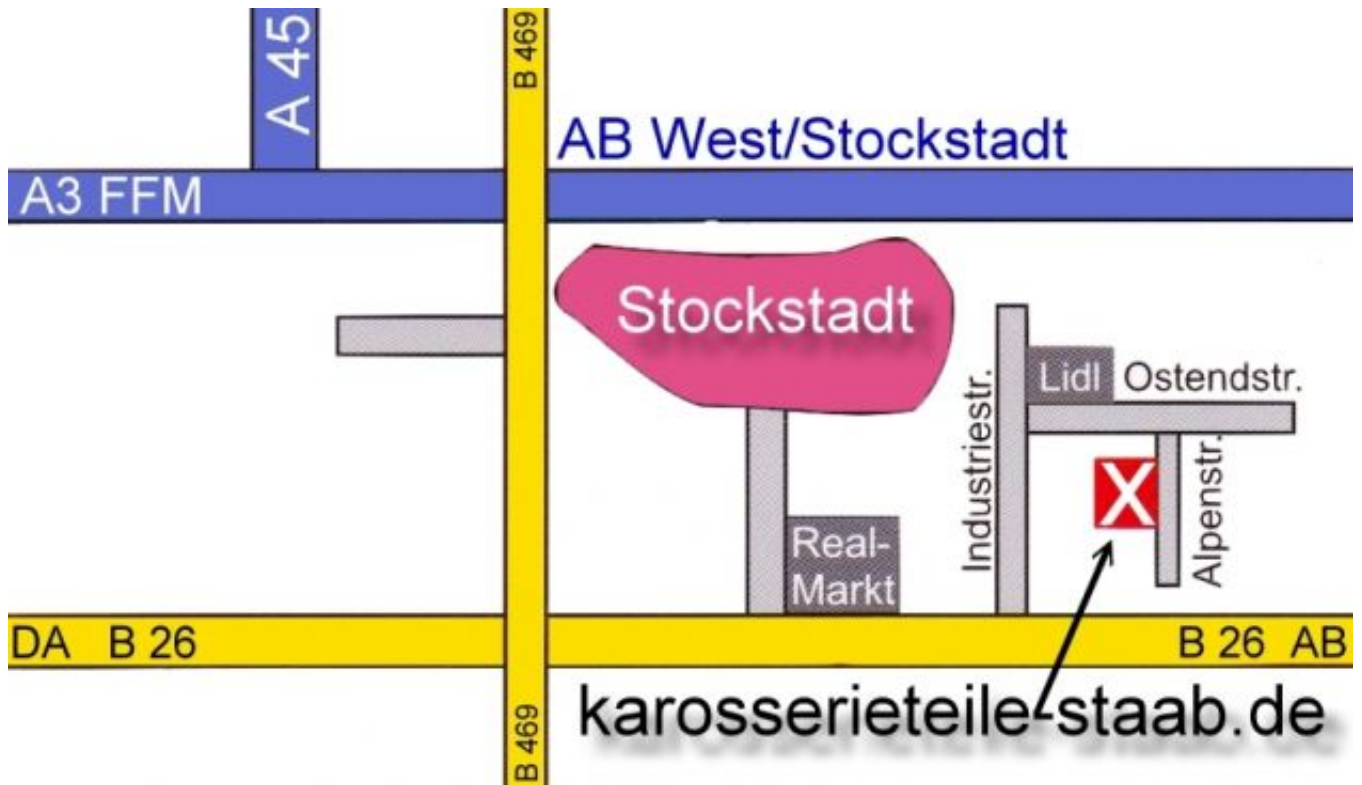 A 45
B 469
AB West/Stockstadt
A3 FFM
Stockstadt
Lidl
Ostendstr.
Industriestr.
X
Alpenstr.
Real-
Markt
DA B 26
B 26 AB
B 469
karosserieteile-staab.de